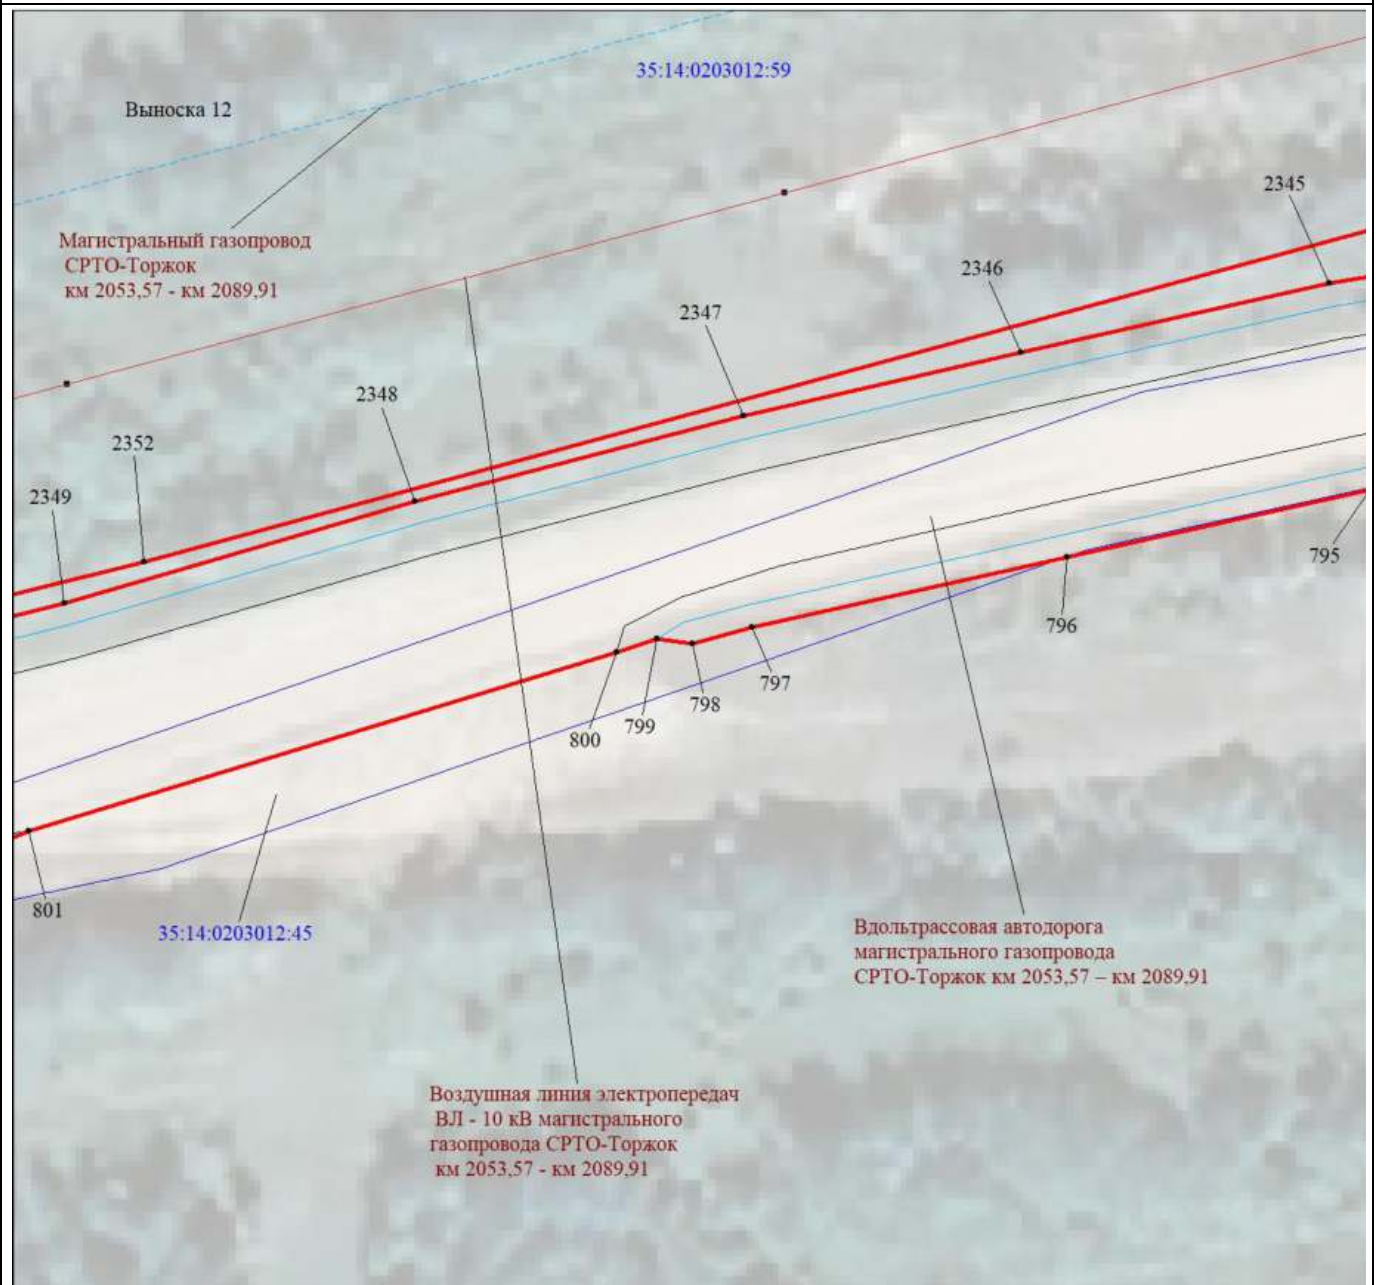 35:14:0203012:59
Выноска 12
2345
Магистральный газопровод
СРТО-Торжок
км 2053,57 - км 2089,91
2346
2347
2348
2352
2349
795
796
797
798
799
800
801
35:14:0203012:45
Вдольтрассовая автодорога
магистрального газопровода
СРТО-Торжок км 2053,57 – км 2089,91
Воздушная линия электропередач
ВЛ - 10 кВ магистрального
газопровода СРТО-Торжок
км 2053,57 - км 2089,91